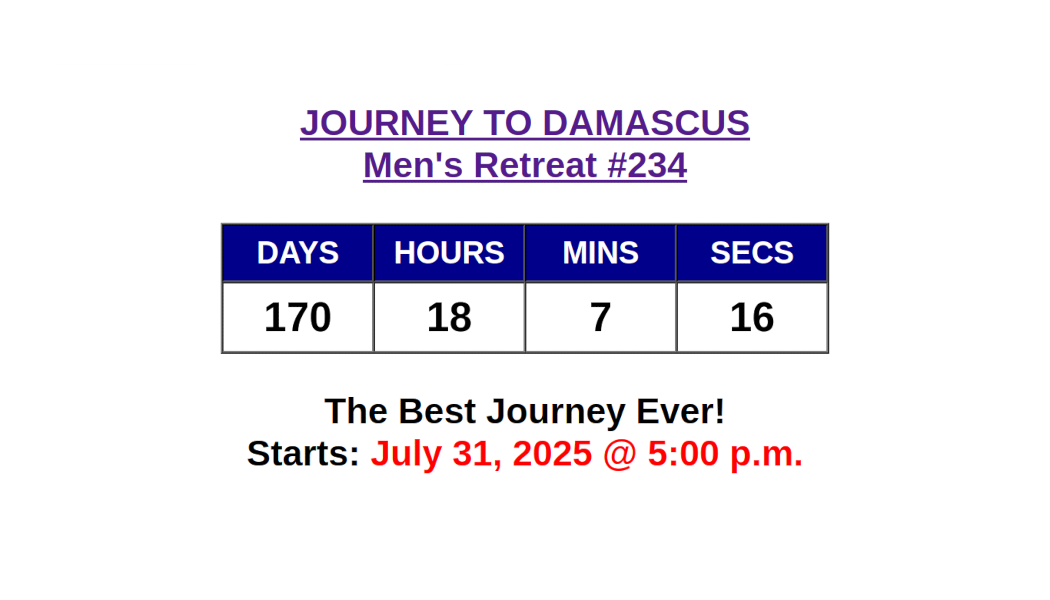 JOURNEY TO DAMASCUS
Men's Retreat #234
DAYS HOURS MINS SECS
170 18 7 16
The Best Journey Ever!
Starts: July 31, 2025 @ 5:00 p.m.